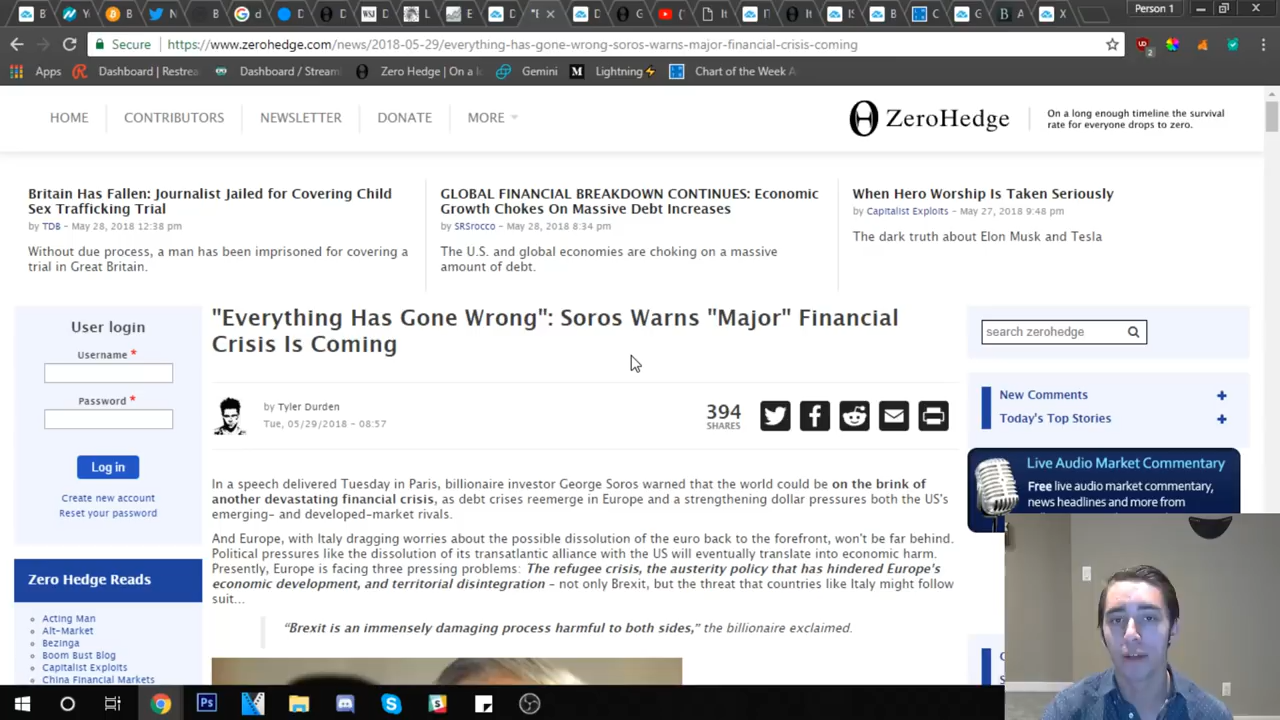 Person 1
Secure
https://www.zerohedge.com/news/2018-05-29/everything-has-gone-wrong-soros-warns-major-financial-crisis-coming
Apps Dashboard | Restrea Dashboard / Stream Zero Hedge | On a l Gemini Lightning⚡ Chart of the Week A
HOME CONTRIBUTORS NEWSLETTER DONATE MORE
ZeroHedge
On a long enough timeline the survival
rate for everyone drops to zero.
Britain Has Fallen: Journalist Jailed for Covering Child
Sex Trafficking Trial
by TDB - May 28, 2018 12:38 pm
Without due process, a man has been imprisoned for covering a
trial in Great Britain.
GLOBAL FINANCIAL BREAKDOWN CONTINUES: Economic
Growth Chokes On Massive Debt Increases
by SRSrocco - May 28, 2018 8:34 pm
The U.S. and global economies are choking on a massive
amount of debt.
When Hero Worship Is Taken Seriously
by Capitalist Exploits - May 27, 2018 9:48 pm
The dark truth about Elon Musk and Tesla
User login
Username *
Password *
Log in
Create new account
Reset your password
Zero Hedge Reads
Acting Man
Alt-Market
Bezinga
Boom Bust Blog
Capitalist Exploits
China Financial Markets
"Everything Has Gone Wrong": Soros Warns "Major" Financial
Crisis Is Coming
by Tyler Durden
Tue, 05/29/2018 - 08:57
394
SHARES
In a speech delivered Tuesday in Paris, billionaire investor George Soros warned that the world could be on the brink of
another devastating financial crisis, as debt crises reemerge in Europe and a strengthening dollar pressures both the US's
emerging- and developed-market rivals.
And Europe, with Italy dragging worries about the possible dissolution of the euro back to the forefront, won't be far behind.
Political pressures like the dissolution of its transatlantic alliance with the US will eventually translate into economic harm.
Presently, Europe is facing three pressing problems: The refugee crisis, the austerity policy that has hindered Europe's
economic development, and territorial disintegration – not only Brexit, but the threat that countries like Italy might follow
suit...
“Brexit is an immensely damaging process harmful to both sides,” the billionaire exclaimed.
search zerohedge
New Comments +
Today's Top Stories +
Live Audio Market Commentary
Free live audio market commentary,
news headlines and more from